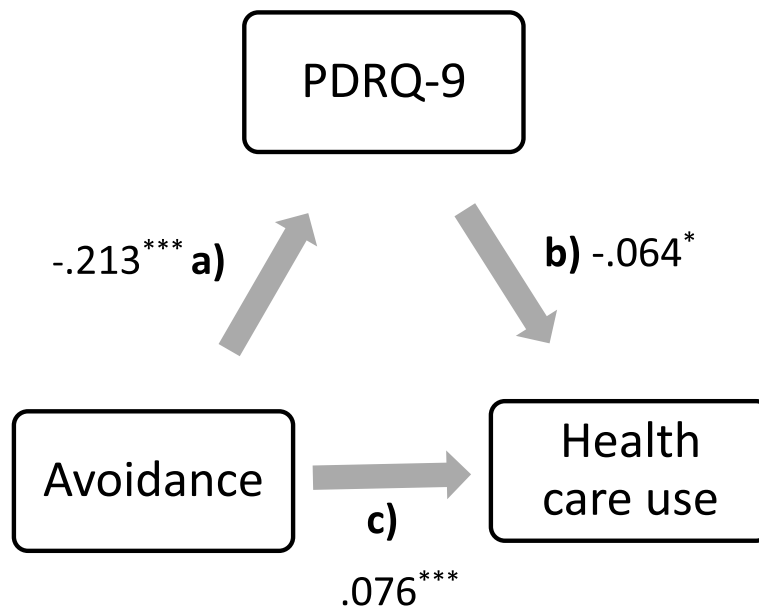 PDRQ-9
-.213*** a)
b) -.064*
Avoidance
Health
care use
c)
.076***